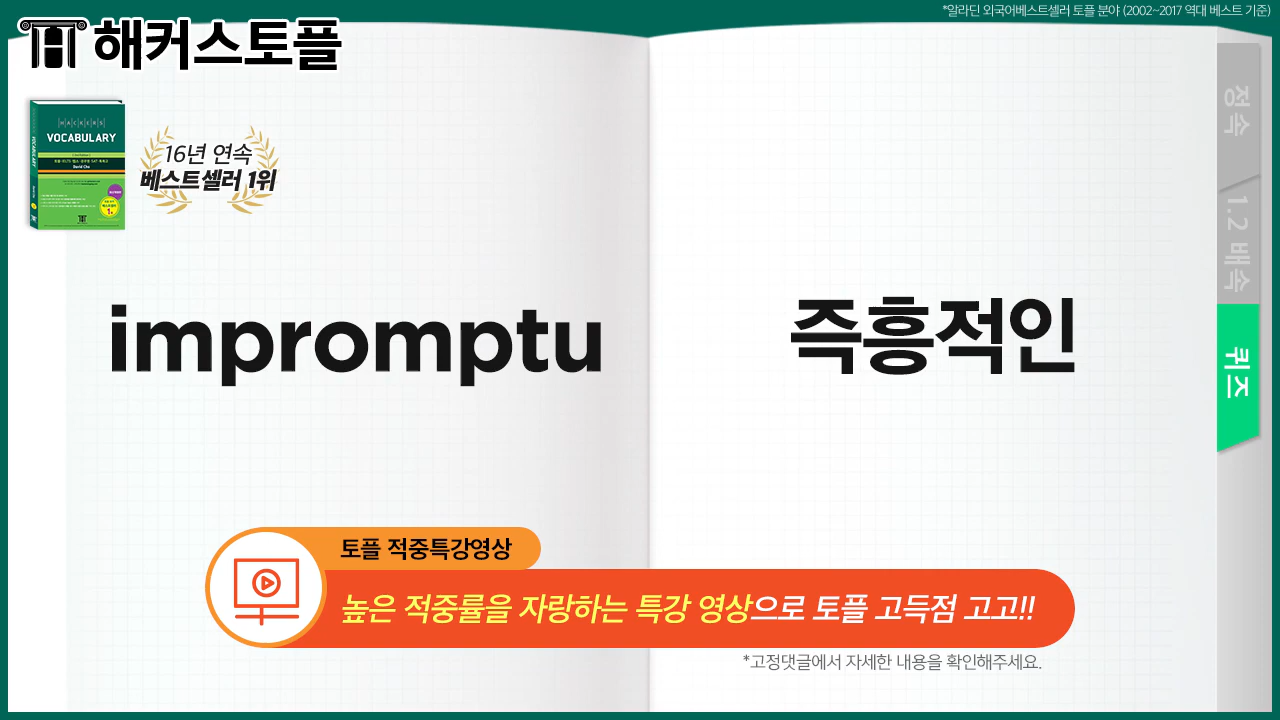 *알라딘 외국어베스트셀러 토플 분야 (2002~2017 역대 베스트 기준)
해커스토플
HACKERS
VOCABULARY
16년 연속
베스트셀러 1위
정속
1.2 배속
퀴즈
impromptu
즉흥적인
토플 적중특강영상
높은 적중률을 자랑하는 특강 영상으로 토플 고득점 고고!!
*고정댓글에서 자세한 내용을 확인해주세요.